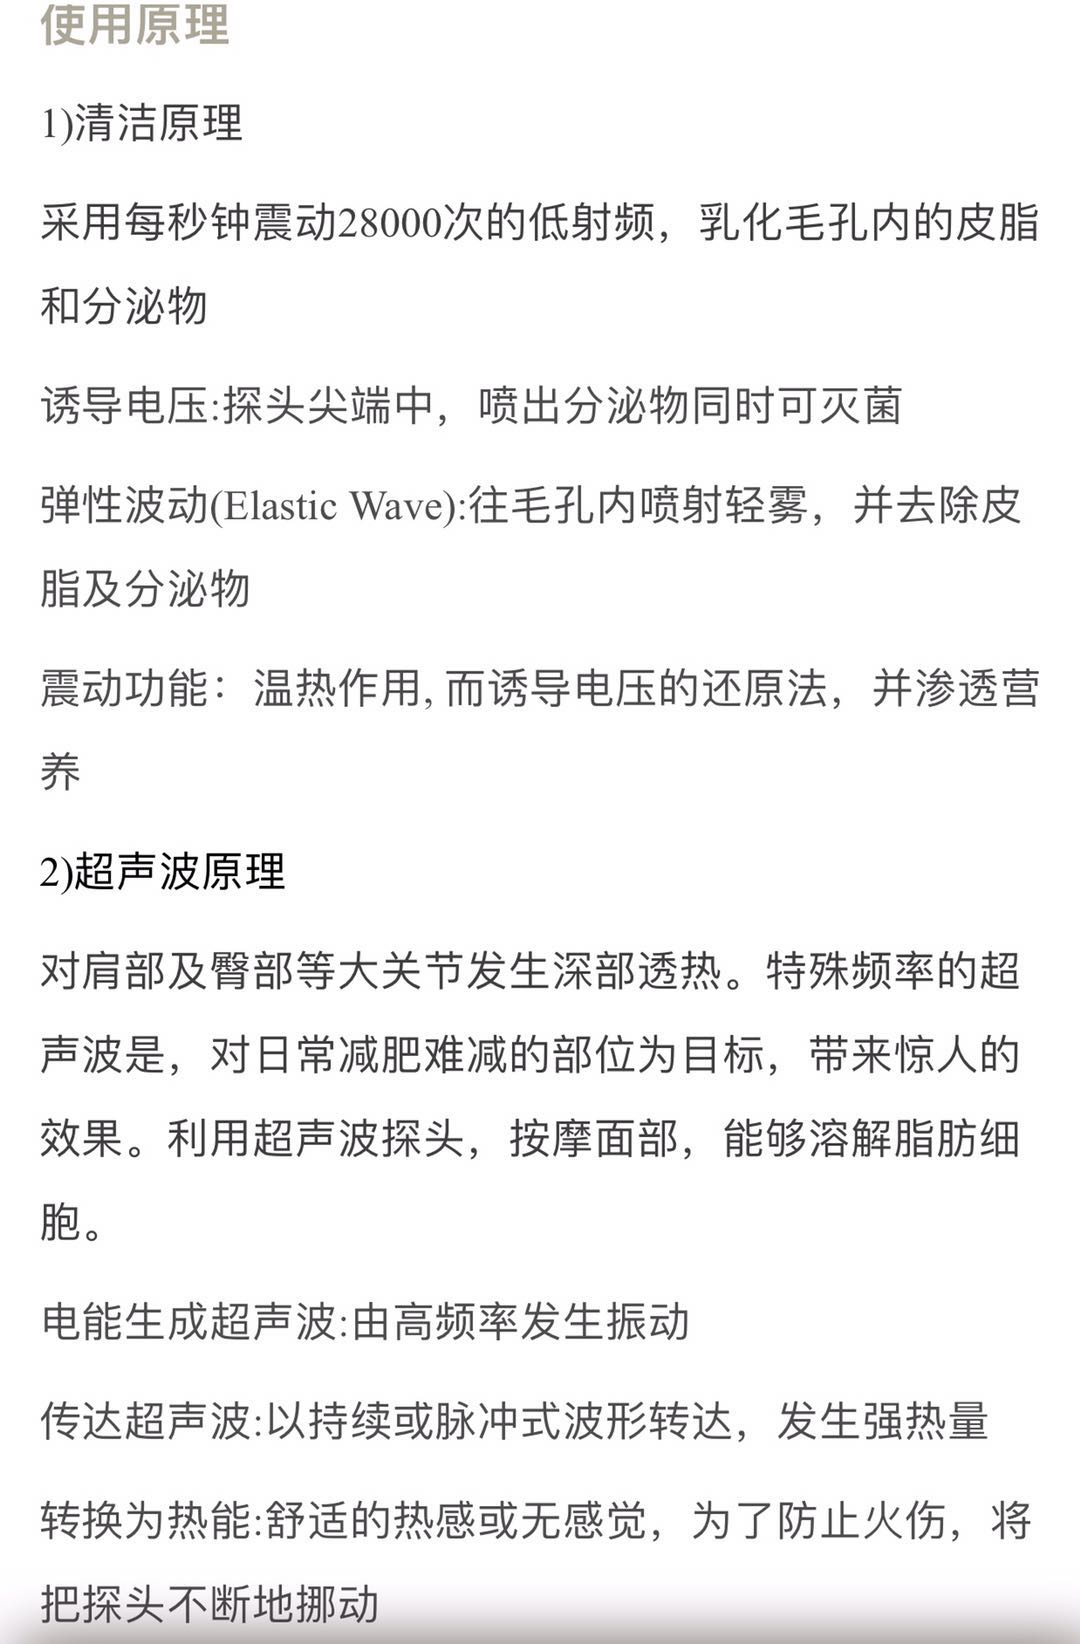 使用原理
1)清洁原理
采用每秒钟震动28000次的低射频，乳化毛孔内的皮脂
和分泌物
诱导电压:探头尖端中，喷出分泌物同时可灭菌
弹性波动(Elastic Wave):往毛孔内喷射轻雾，并去除皮
脂及分泌物
震动功能：温热作用, 而诱导电压的还原法，并渗透营
养
2)超声波原理
对肩部及臀部等大关节发生深部透热。特殊频率的超
声波是，对日常减肥难减的部位为目标，带来惊人的
效果。利用超声波探头，按摩面部，能够溶解脂肪细
胞。
电能生成超声波:由高频率发生振动
传达超声波:以持续或脉冲式波形转达，发生强热量
转换为热能:舒适的热感或无感觉，为了防止火伤，将
把探头不断地挪动